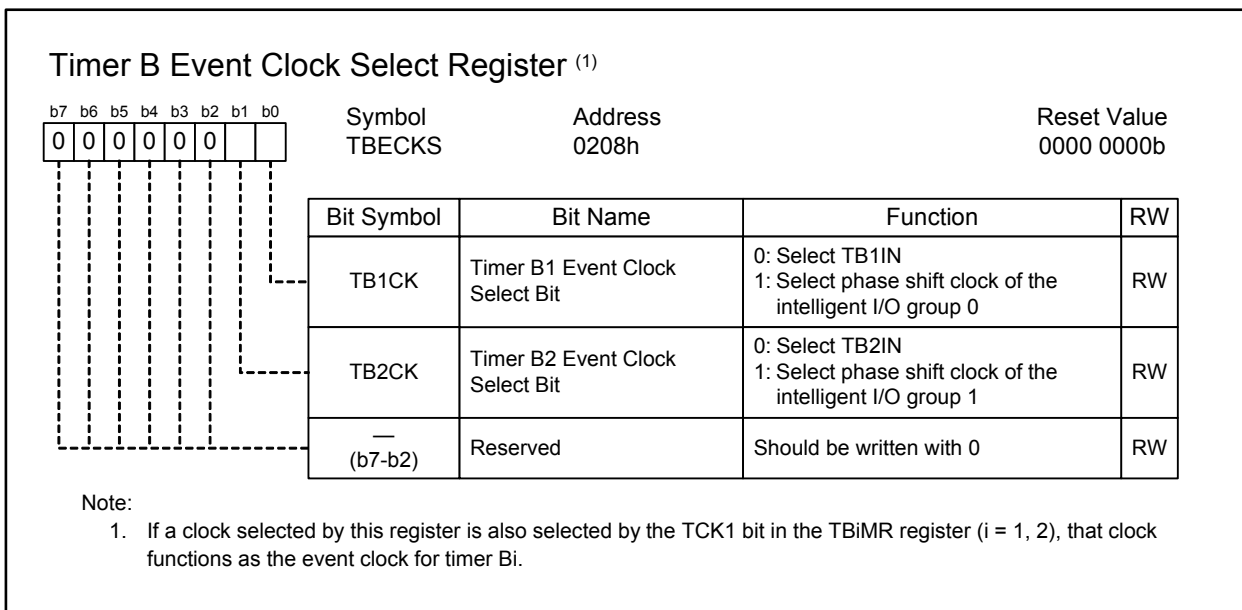 Timer B Event Clock Select Register (1)
b7 b6 b5 b4 b3 b2 b1 b0
0 0 0 0 0 0
Symbol Address Reset Value
TBECKS 0208h 0000 0000b
Bit Symbol Bit Name Function RW
TB1CK
Timer B1 Event Clock
Select Bit
0: Select TB1IN
1: Select phase shift clock of the
intelligent I/O group 0
RW
TB2CK
Timer B2 Event Clock
Select Bit
0: Select TB2IN
1: Select phase shift clock of the
intelligent I/O group 1
RW
—
(b7-b2)
Reserved
Should be written with 0
RW
Note:
1. If a clock selected by this register is also selected by the TCK1 bit in the TBiMR register (i = 1, 2), that clock
functions as the event clock for timer Bi.